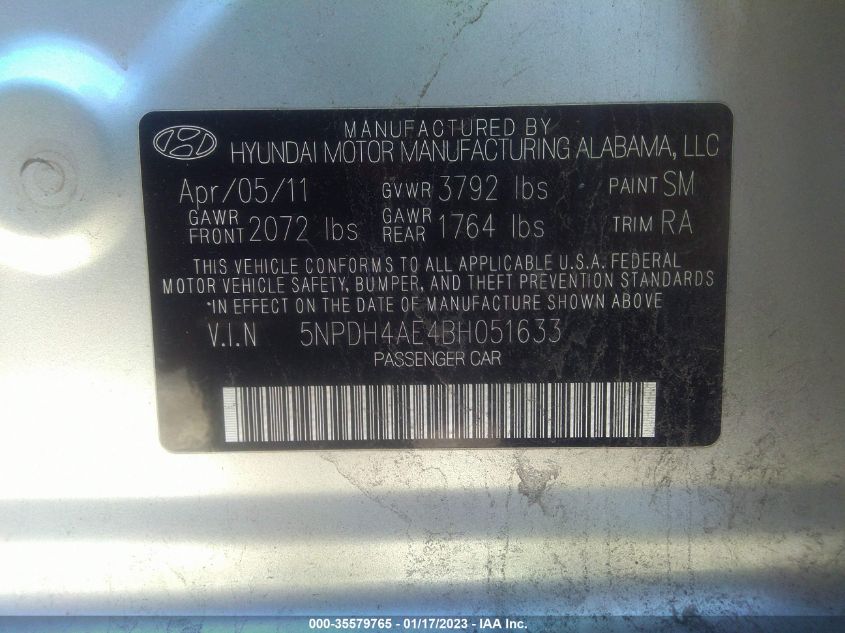 MANUFACTURED BY
HYUNDAI MOTOR MANUFACTURING ALABAMA, LLC
Apr/05/11 GVWR 3792 lbs PAINT SM
GAWR FRONT 2072 lbs GAWR REAR 1764 lbs TRIM RA
THIS VEHICLE CONFORMS TO ALL APPLICABLE U.S.A. FEDERAL
MOTOR VEHICLE SAFETY, BUMPER, AND THEFT PREVENTION STANDARDS
*IN EFFECT ON THE DATE OF MANUFACTURE SHOWN ABOVE
V.I.N 5NPDH4AE4BH051633
PASSENGER CAR
000-35579765 - 01/17/2023 - IAA Inc.